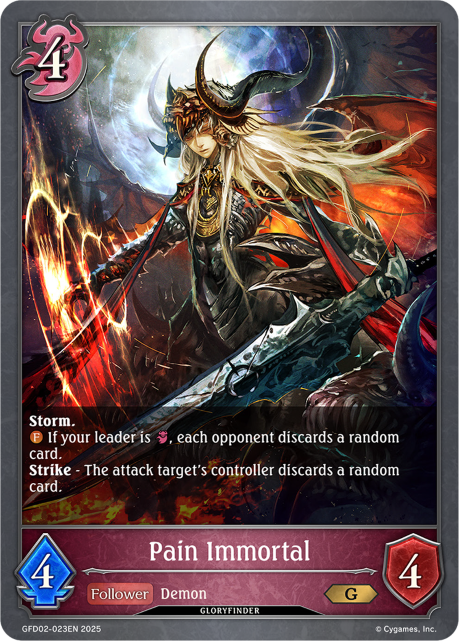 4
Storm.
F If your leader is , each opponent discards a random
card.
Strike - The attack target's controller discards a random
card.
Pain Immortal
4
Follower Demon
G
4
GLORYFINDER
GFD02-023EN 2025
© Cygames, Inc.